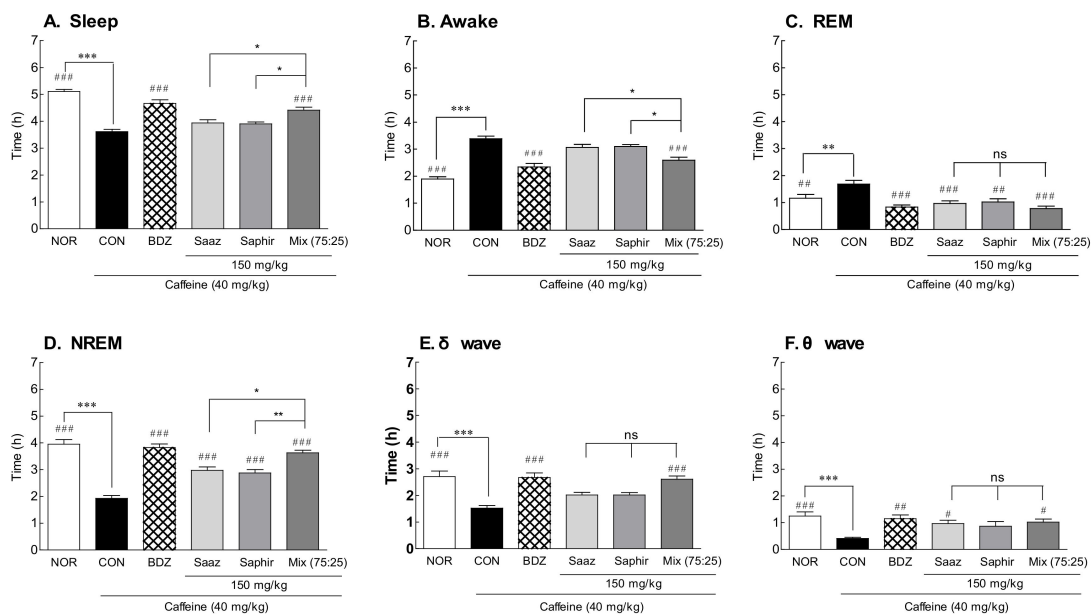 A. Sleep
Time (h)
7
6
5
4
3
2
1
0
###
***
###
*
*
###
NOR CON BDZ Saaz Saphir Mix (75:25)
150 mg/kg
Caffeine (40 mg/kg)
B. Awake
Time (h)
7
6
5
4
3
2
1
0
###
***
###
*
*
###
NOR CON BDZ Saaz Saphir Mix (75:25)
150 mg/kg
Caffeine (40 mg/kg)
C. REM
Time (h)
7
6
5
4
3
2
1
0
##
**
###
ns
###
##
###
NOR CON BDZ Saaz Saphir Mix (75:25)
150 mg/kg
Caffeine (40 mg/kg)
D. NREM
Time (h)
7
6
5
4
3
2
1
0
###
***
###
*
**
###
###
###
NOR CON BDZ Saaz Saphir Mix (75:25)
150 mg/kg
Caffeine (40 mg/kg)
E. δ wave
Time (h)
7
6
5
4
3
2
1
0
###
***
###
ns
###
NOR CON BDZ Saaz Saphir Mix (75:25)
150 mg/kg
Caffeine (40 mg/kg)
F. θ wave
Time (h)
7
6
5
4
3
2
1
0
###
***
##
ns
#
#
NOR CON BDZ Saaz Saphir Mix (75:25)
150 mg/kg
Caffeine (40 mg/kg)